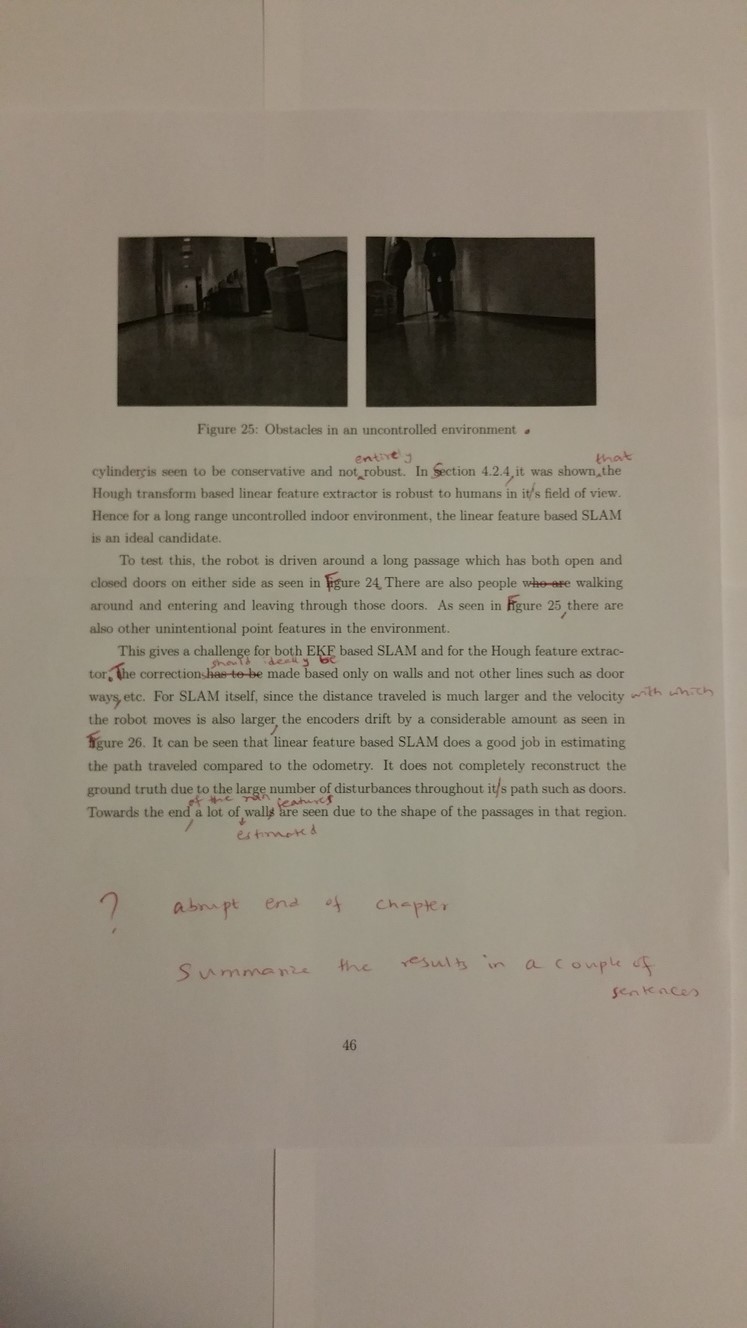 Figure 25: Obstacles in an uncontrolled environment .
entirely that
cylinder, is seen to be conservative and not robust. In Section 4.2.4, it was shown the
Hough transform based linear feature extractor is robust to humans in it's field of view.
Hence for a long range uncontrolled indoor environment, the linear feature based SLAM
is an ideal candidate.
To test this, the robot is driven around a long passage which has both open and
closed doors on either side as seen in Figure 24. There are also people who are walking
around and entering and leaving through those doors. As seen in Figure 25, there are
also other unintentional point features in the environment.
This gives a challenge for both EKF based SLAM and for the Hough feature extrac-
should ideally be
tor. The corrections has to be made based only on walls and not other lines such as door
ways, etc. For SLAM itself, since the distance traveled is much larger and the velocity with which
the robot moves is also larger, the encoders drift by a considerable amount as seen in
Figure 26. It can be seen that linear feature based SLAM does a good job in estimating
the path traveled compared to the odometry. It does not completely reconstruct the
ground truth due to the large number of disturbances throughout it's path such as doors.
of the run features
Towards the end, a lot of walls are seen due to the shape of the passages in that region.
estimated
? abrupt end of chapter
Summarize the results in a couple of
sentences
46